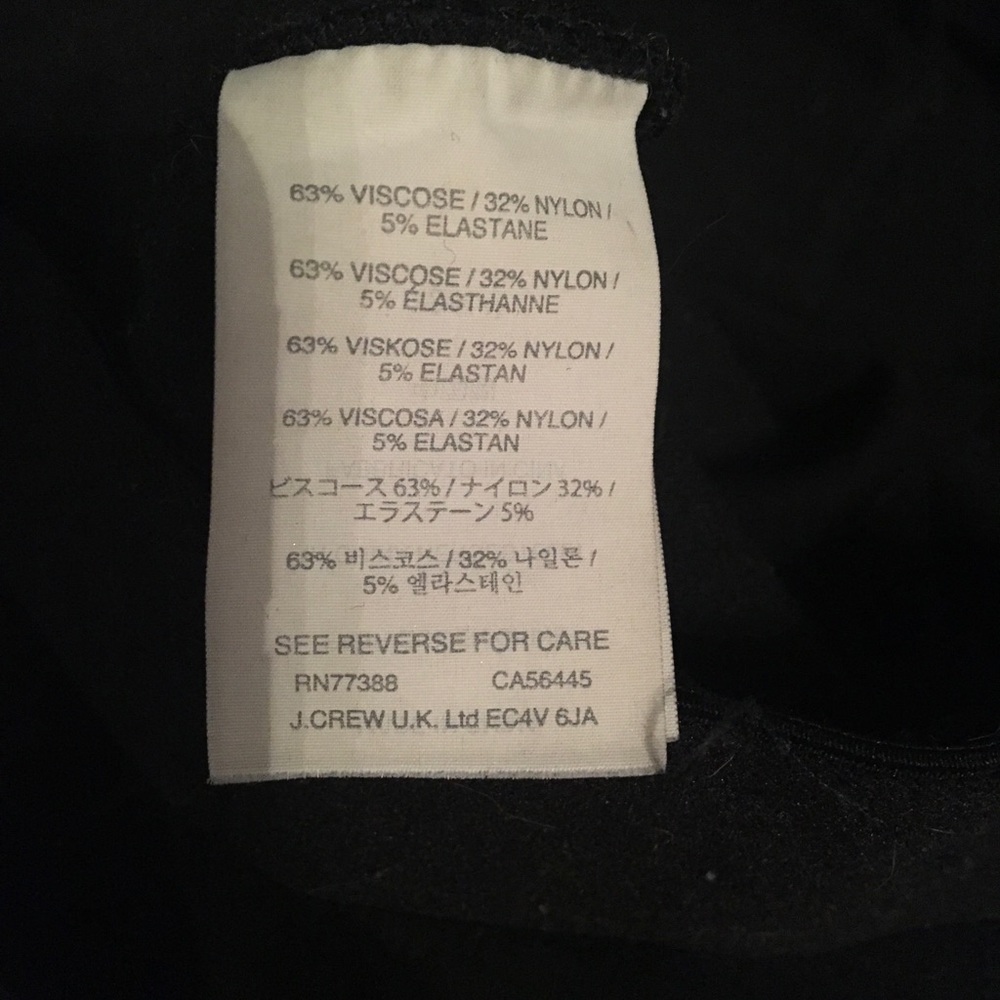 63% VISCOSE / 32% NYLON /
5% ELASTANE
63% VISCOSE / 32% NYLON /
5% ÉLASTHANNE
63% VISKOSE / 32% NYLON /
5% ELASTAN
63% VISCOSA / 32% NYLON /
5% ELASTAN
ビスコース 63% / ナイロン 32% /
エラステーン 5%
63% 비스코스 / 32% 나일론 /
5% 엘라스테인
SEE REVERSE FOR CARE
RN77388 CA56445
J.CREW U.K. Ltd EC4V 6JA